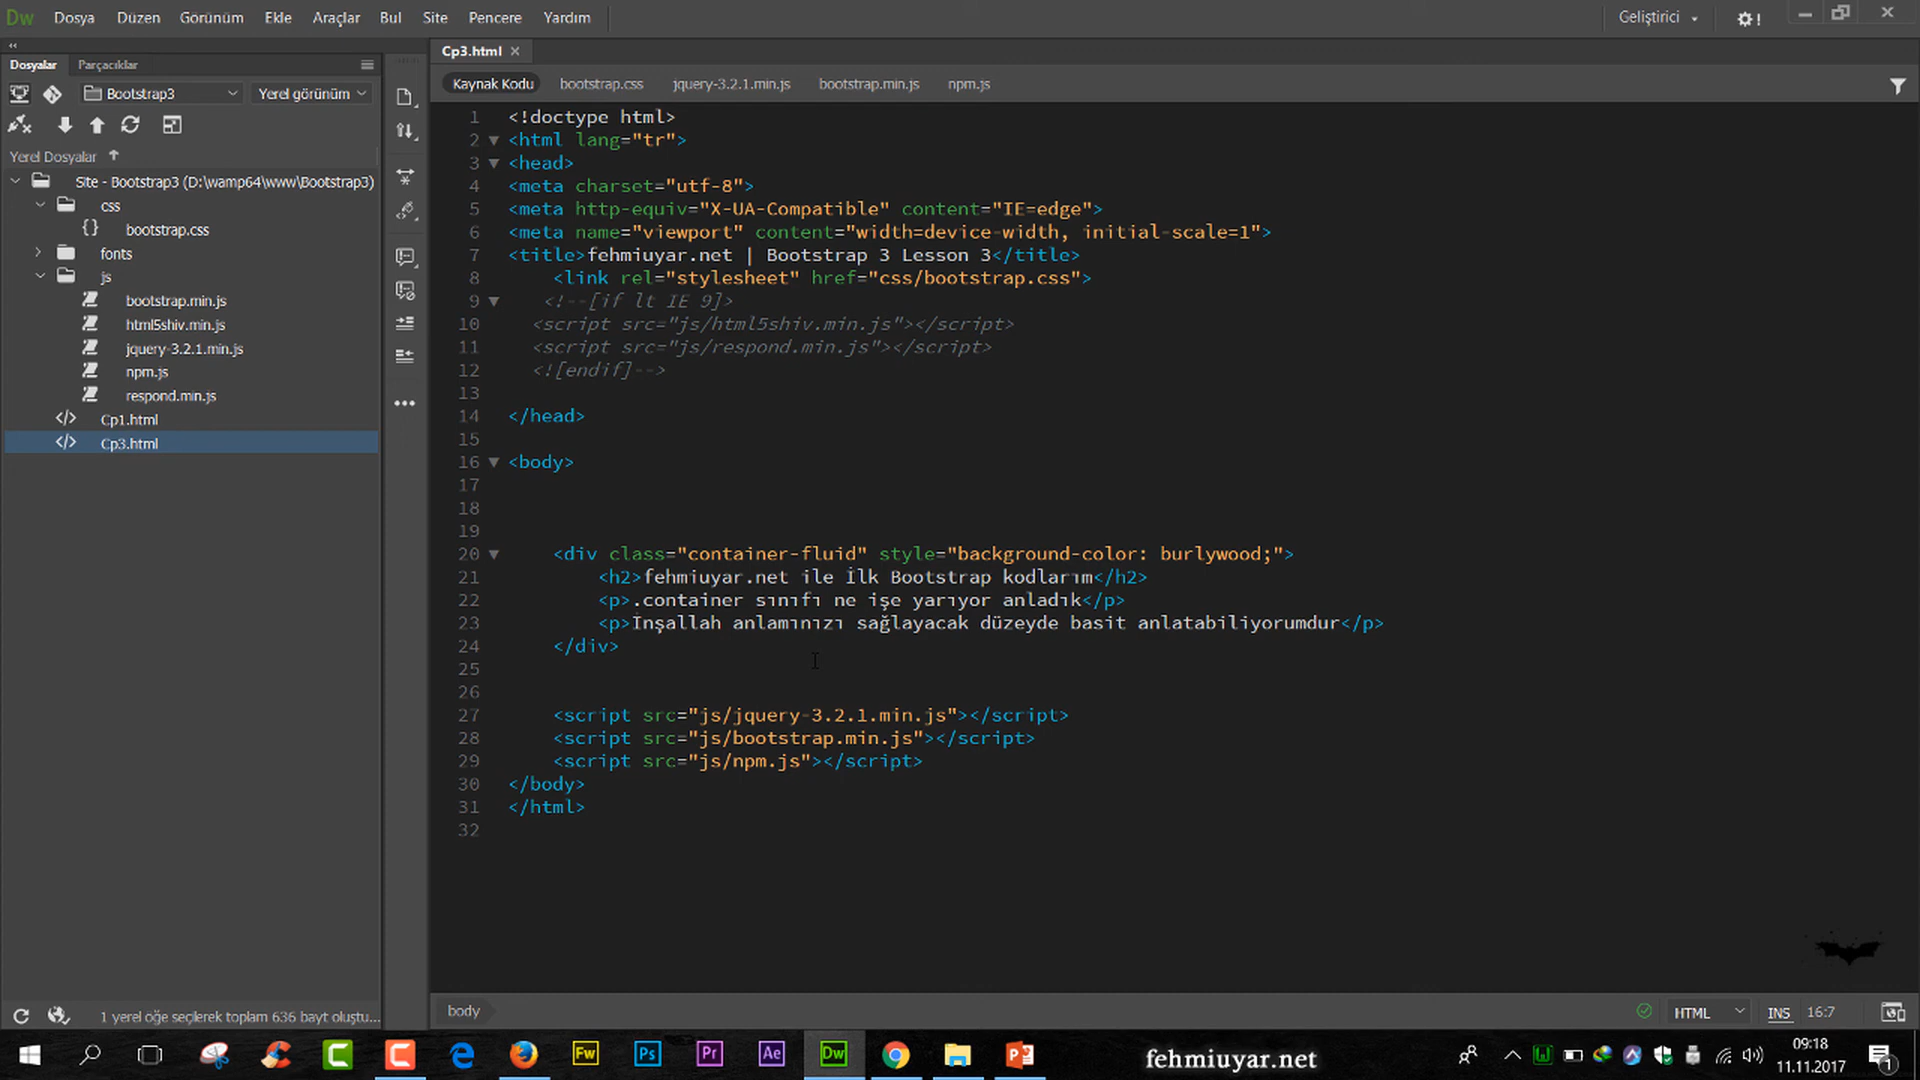 Dw Dosya Düzen Görünüm Ekle Araçlar Bul Site Pencere Yardım Geliştirici
Dosyalar Parçacıklar
Cp3.html
Kaynak Kodu bootstrap.css jquery-3.2.1.min.js bootstrap.min.js npm.js
Bootstrap3 Yerel görünüm
Yerel Dosyalar
Site - Bootstrap3 (D:\wamp64\www\Bootstrap3)
css
bootstrap.css
fonts
js
bootstrap.min.js
html5shiv.min.js
jquery-3.2.1.min.js
npm.js
respond.min.js
Cp1.html
Cp3.html
1 <!doctype html>
2 <html lang="tr">
3 <head>
4 <meta charset="utf-8">
5 <meta http-equiv="X-UA-Compatible" content="IE=edge">
6 <meta name="viewport" content="width=device-width, initial-scale=1">
7 <title>fehmiuyar.net | Bootstrap 3 Lesson 3</title>
8 <link rel="stylesheet" href="css/bootstrap.css">
9 <!--[if lt IE 9]>
10 <script src="js/html5shiv.min.js"></script>
11 <script src="js/respond.min.js"></script>
12 <![endif]-->
13
14 </head>
15
16 <body>
17
18
19
20 <div class="container-fluid" style="background-color: burlywood;">
21 <h2>fehmiuyar.net ile İlk Bootstrap kodlarım</h2>
22 <p>.container sınıfı ne işe yarıyor anladık</p>
23 <p>İnşallah anlamınızı sağlayacak düzeyde basit anlatabiliyorumdur</p>
24 </div>
25
26
27 <script src="js/jquery-3.2.1.min.js"></script>
28 <script src="js/bootstrap.min.js"></script>
29 <script src="js/npm.js"></script>
30 </body>
31 </html>
32
1 yerel öğe seçilerek toplam 636 bayt oluştu...
body HTML INS 16:7
Fw Ps Pr Ae Dw
fehmiuyar.net
09:18
11.11.2017
1